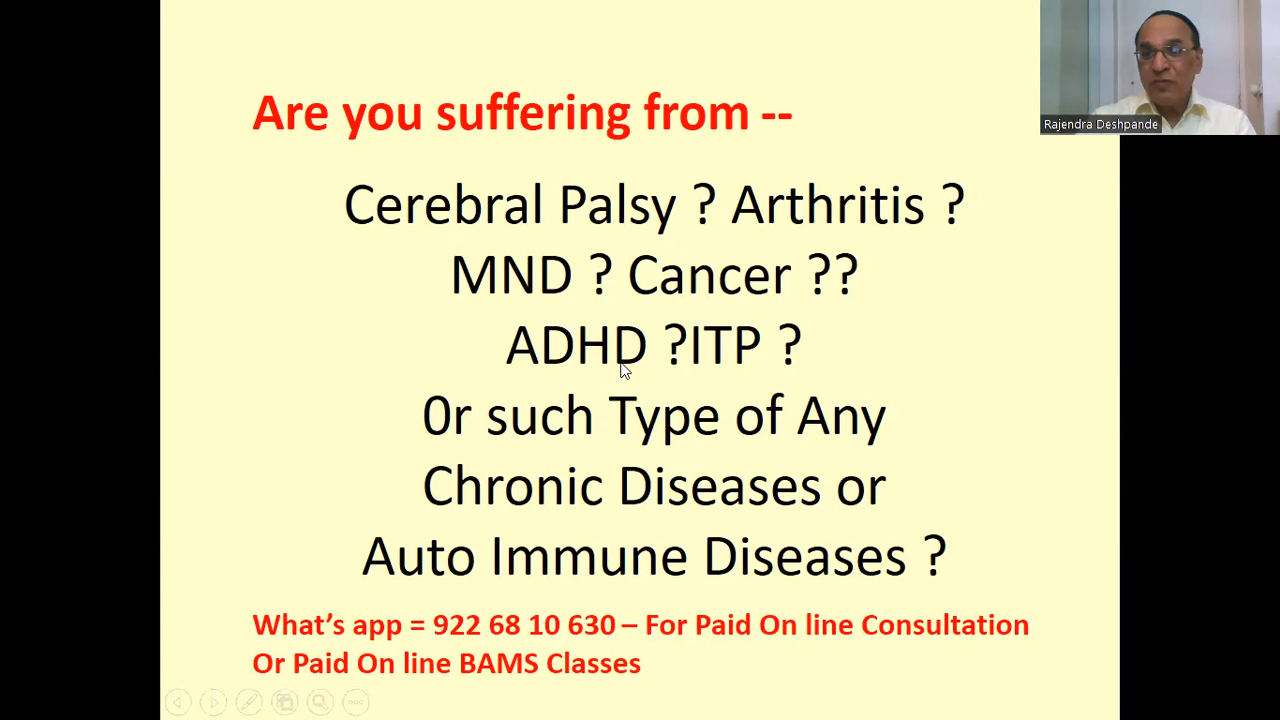 Rajendra Deshpande
Are you suffering from --
Cerebral Palsy ? Arthritis ?
MND ? Cancer ??
ADHD ?ITP ?
0r such Type of Any
Chronic Diseases or
Auto Immune Diseases ?
What’s app = 922 68 10 630 – For Paid On line Consultation
Or Paid On line BAMS Classes